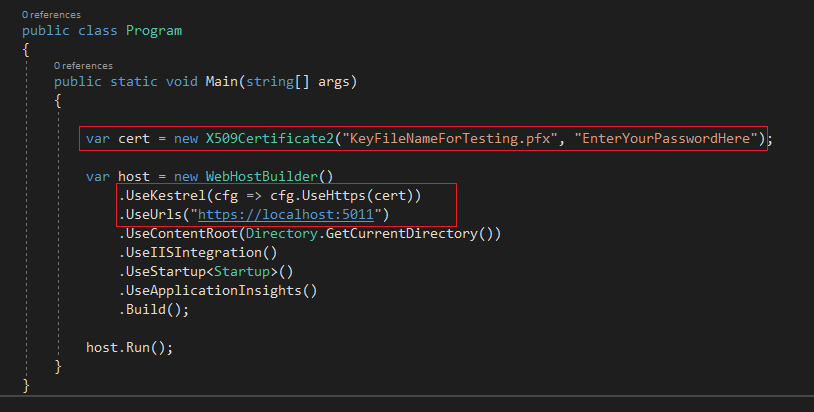 0 references
public class Program
{
0 references
public static void Main(string[] args)
{
var cert = new X509Certificate2("KeyFileNameForTesting.pfx", "EnterYourPasswordHere");
var host = new WebHostBuilder()
.UseKestrel(cfg => cfg.UseHttps(cert))
.UseUrls("https://localhost:5011")
.UseContentRoot(Directory.GetCurrentDirectory())
.UseIISIntegration()
.UseStartup<Startup>()
.UseApplicationInsights()
.Build();
host.Run();
}
}